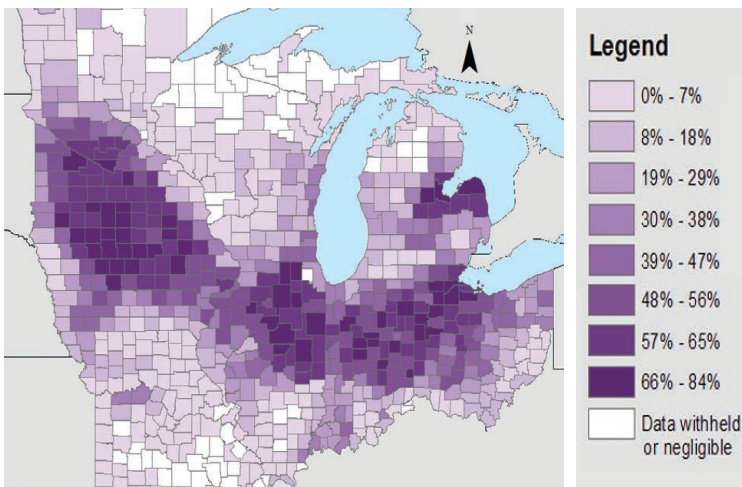 N
Legend
0% - 7%
8% - 18%
19% - 29%
30% - 38%
39% - 47%
48% - 56%
57% - 65%
66% - 84%
Data withheld
or negligible